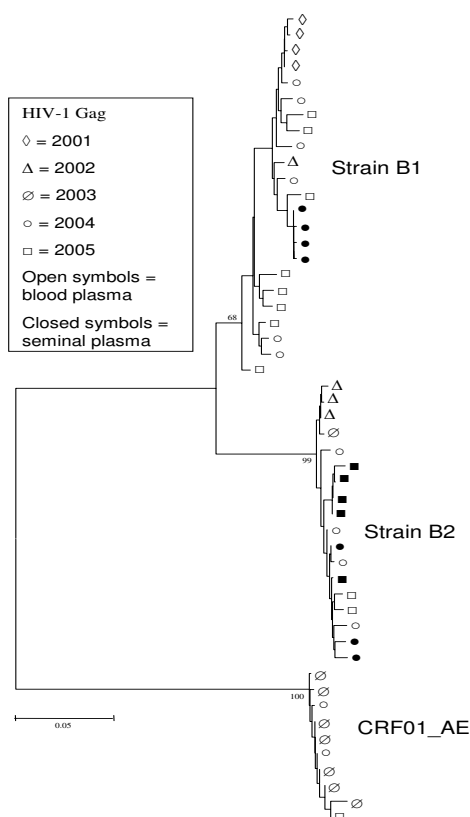 HIV-1 Gag
◊ = 2001
Δ = 2002
∅ = 2003
○ = 2004
□ = 2005
Open symbols =
blood plasma
Closed symbols =
seminal plasma
Strain B1
68
99
Strain B2
100
0.05
CRF01_AE